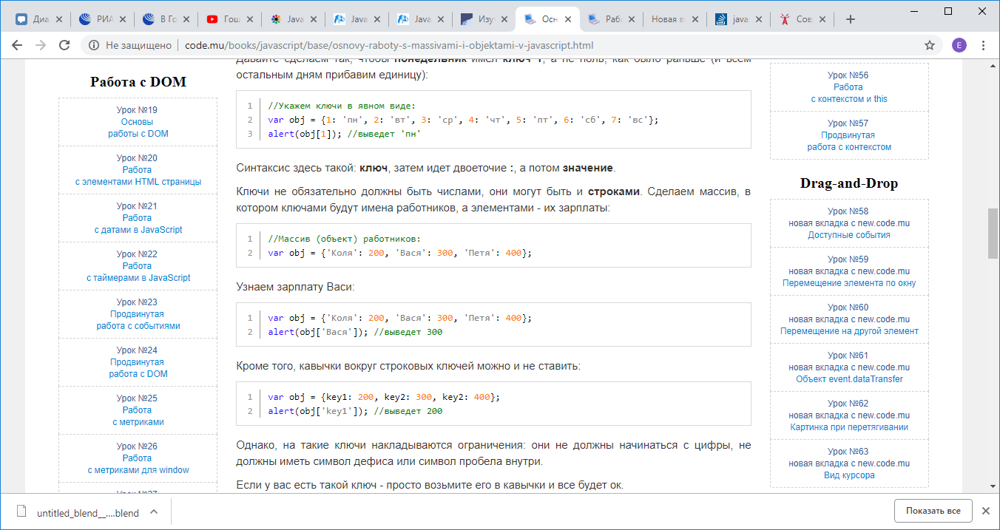 Диа
РИА
В Го
Гош
Java
Java
Java
Изу
Осн
Рабо
Новая в
java
Сов
Не защищено
code.mu/books/javascript/base/osnovy-raboty-s-massivami-i-objektami-v-javascript.html
E
Работа с DOM
Урок №19
Основы
работы с DOM
Урок №20
Работа
с элементами HTML страницы
Урок №21
Работа
с датами в JavaScript
Урок №22
Работа
с таймерами в JavaScript
Урок №23
Продвинутая
работа с событиями
Урок №24
Продвинутая
работа с DOM
Урок №25
Работа
с метриками
Урок №26
Работа
с метриками для window
Урок №27
Давайте сделаем так, чтобы понедельник имел ключ 1, а не ноль, как было раньше (и всем
остальным дням прибавим единицу):
1 //Укажем ключи в явном виде:
2 var obj = {1: 'пн', 2: 'вт', 3: 'ср', 4: 'чт', 5: 'пт', 6: 'сб', 7: 'вс'};
3 alert(obj[1]); //выведет 'пн'
Синтаксис здесь такой: ключ, затем идет двоеточие :, а потом значение.
Ключи не обязательно должны быть числами, они могут быть и строками. Сделаем массив, в
котором ключами будут имена работников, а элементами - их зарплаты:
1 //Массив (объект) работников:
2 var obj = {'Коля': 200, 'Вася': 300, 'Петя': 400};
Узнаем зарплату Васи:
1 var obj = {'Коля': 200, 'Вася': 300, 'Петя': 400};
2 alert(obj['Вася']); //выведет 300
Кроме того, кавычки вокруг строковых ключей можно и не ставить:
1 var obj = {key1: 200, key2: 300, key2: 400};
2 alert(obj['key1']); //выведет 200
Однако, на такие ключи накладываются ограничения: они не должны начинаться с цифры, не
должны иметь символ дефиса или символ пробела внутри.
Если у вас есть такой ключ - просто возьмите его в кавычки и все будет ок.
Урок №56
Работа
с контекстом и this
Урок №57
Продвинутая
работа с контекстом
Drag-and-Drop
Урок №58
новая вкладка с new.code.mu
Доступные события
Урок №59
новая вкладка с new.code.mu
Перемещение элемента по окну
Урок №60
новая вкладка с new.code.mu
Перемещение на другой элемент
Урок №61
новая вкладка с new.code.mu
Объект event.dataTransfer
Урок №62
новая вкладка с new.code.mu
Картинка при перетягивании
Урок №63
новая вкладка с new.code.mu
Вид курсора
untitled_blend__....blend
Показать все